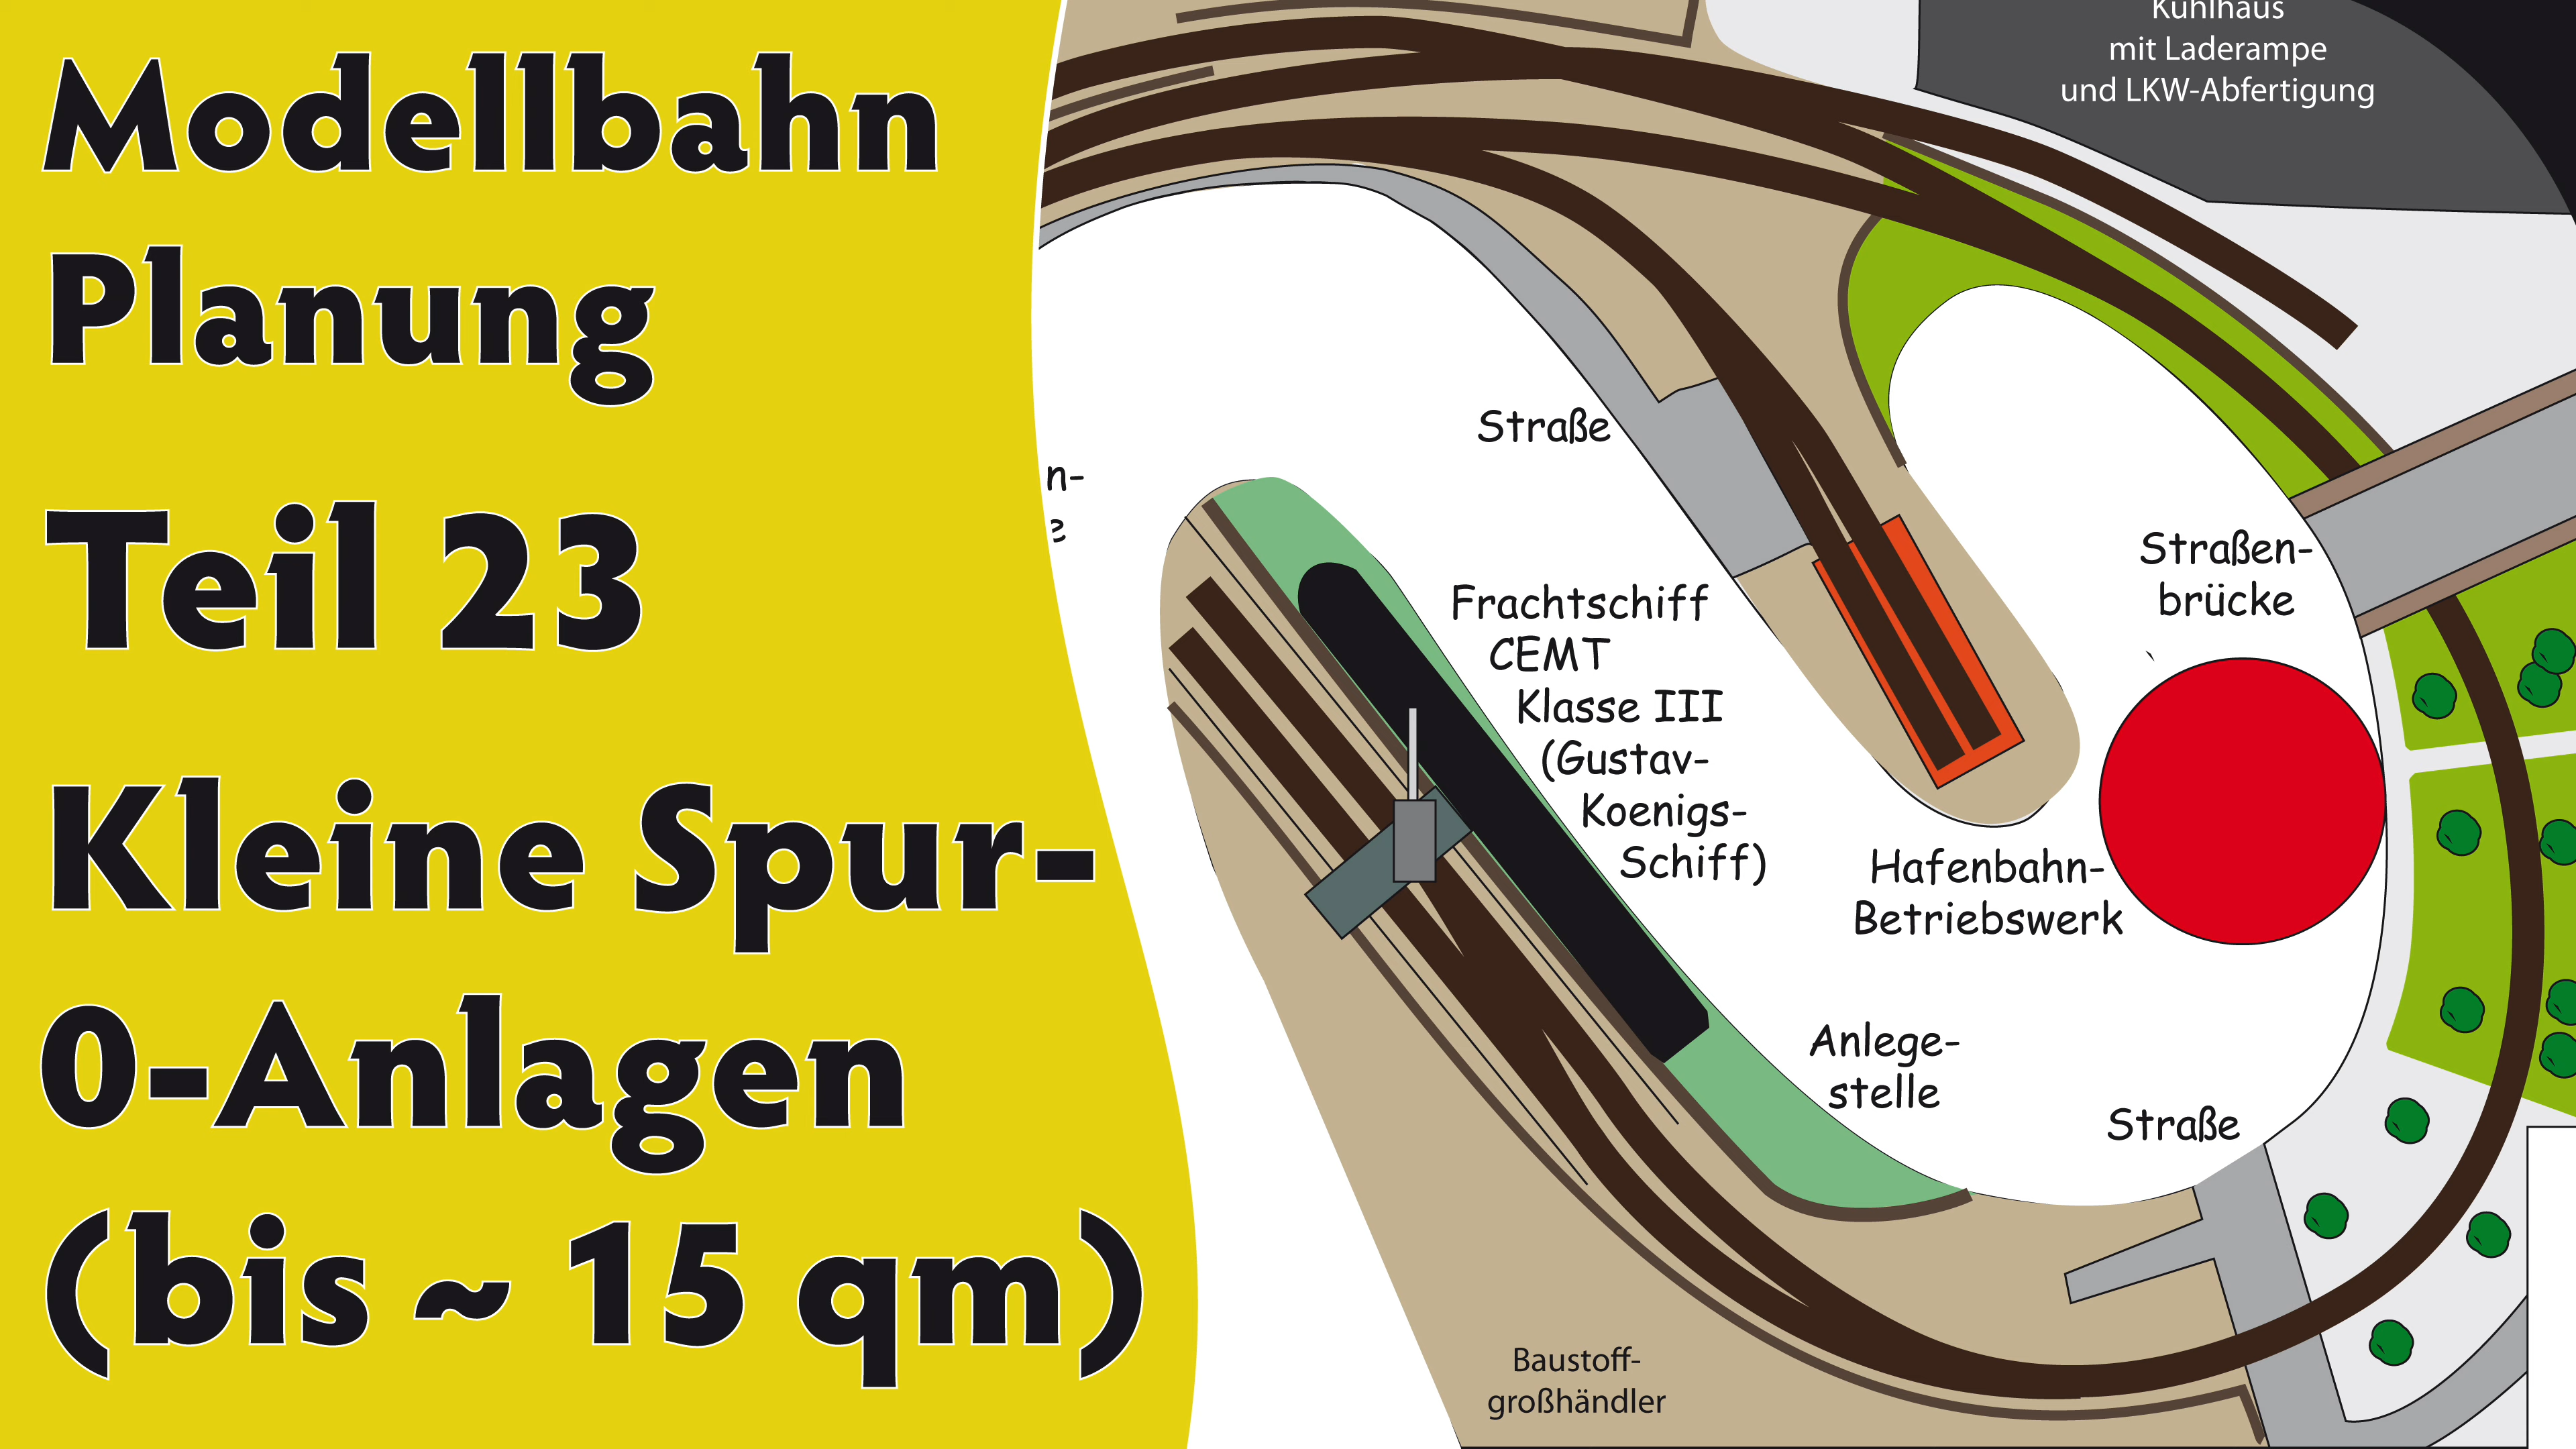 Modellbahn
Planung
Teil 23
Kleine Spur-
0-Anlagen
(bis ~ 15 qm)
Kühlhaus
mit Laderampe
und LKW-Abfertigung
n-
e
Straße
Frachtschiff
CEMT
Klasse III
(Gustav-
Koenigs-
Schiff)
Straßen-
brücke
Hafenbahn-
Betriebswerk
Anlege-
stelle
Straße
Baustoff-
großhändler